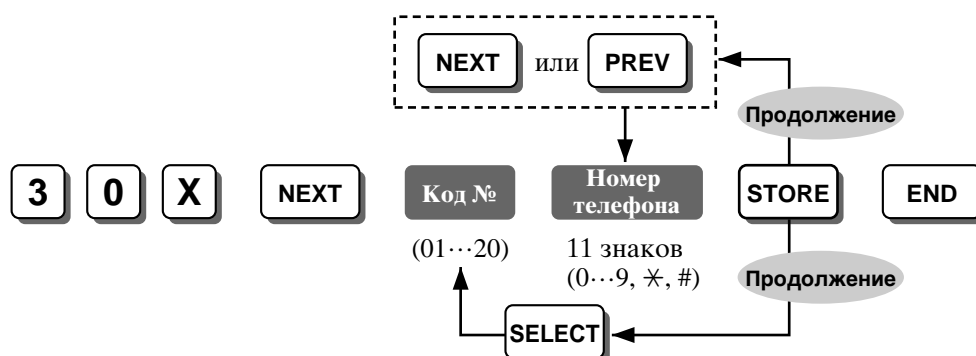 NEXT или PREV
Продолжение
3 0 X NEXT Код № Номер телефона STORE END
(01···20)
11 знаков
(0···9, ✳, #)
Продолжение
SELECT